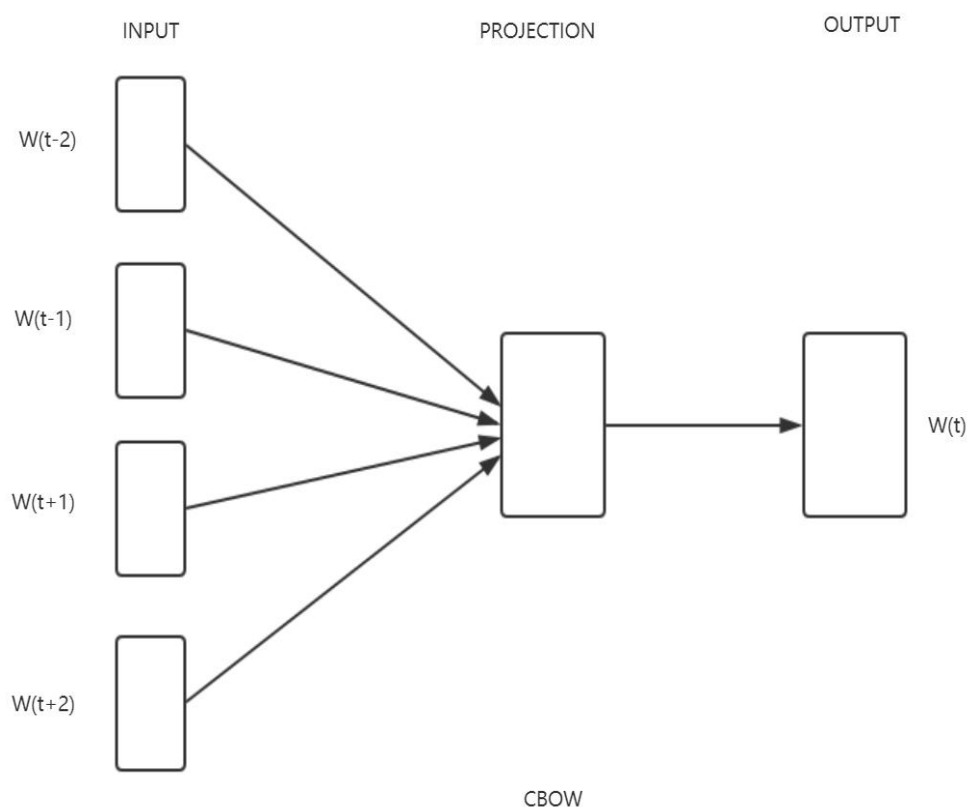 INPUT
PROJECTION
OUTPUT
W(t-2)
W(t-1)
W(t+1)
W(t+2)
W(t)
CBOW